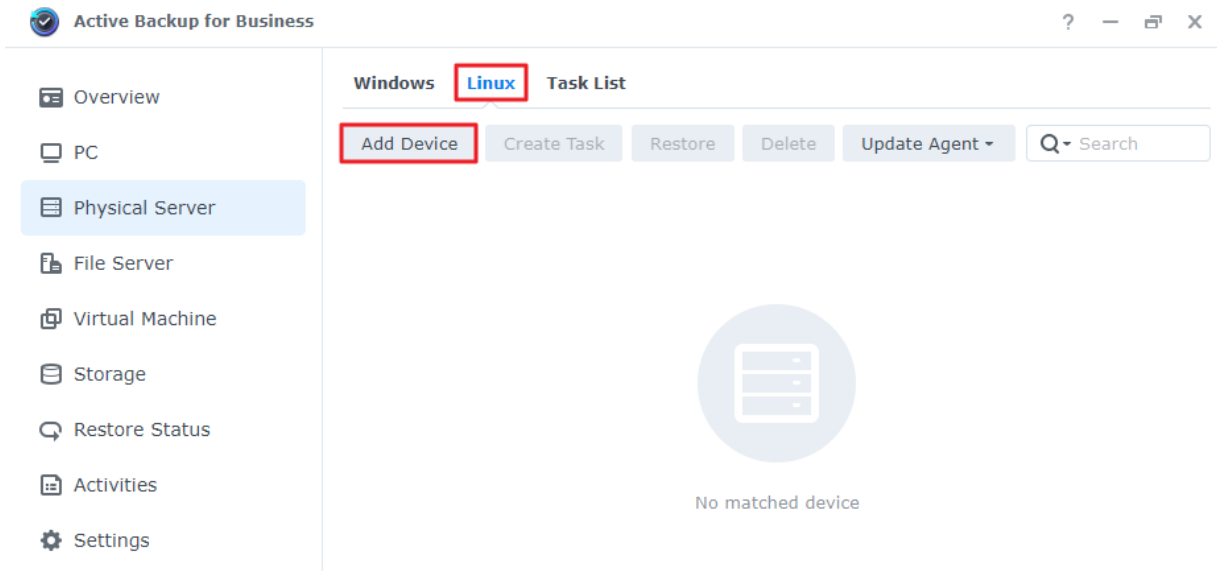 Active Backup for Business
?
Overview
PC
Physical Server
File Server
Virtual Machine
Storage
Restore Status
Activities
Settings
Windows Linux Task List
Add Device Create Task Restore Delete Update Agent Search
No matched device